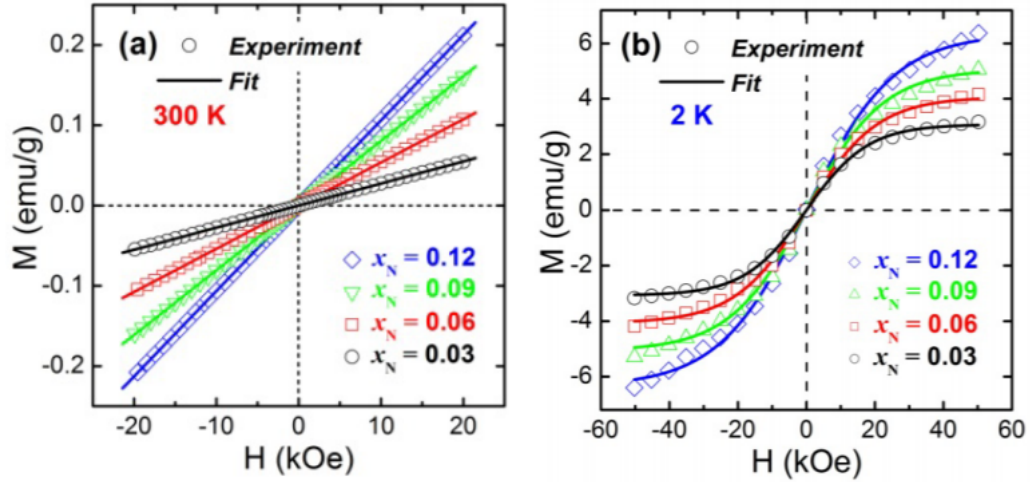 (a)
Experiment
Fit
300 K
x_N = 0.12
x_N = 0.09
x_N = 0.06
x_N = 0.03
0.2
0.1
0.0
-0.1
-0.2
M (emu/g)
-20 -10 0 10 20
H (kOe)
(b)
Experiment
Fit
2 K
x_N = 0.12
x_N = 0.09
x_N = 0.06
x_N = 0.03
6
4
2
0
-2
-4
-6
M (emu/g)
-60 -40 -20 0 20 40 60
H (kOe)